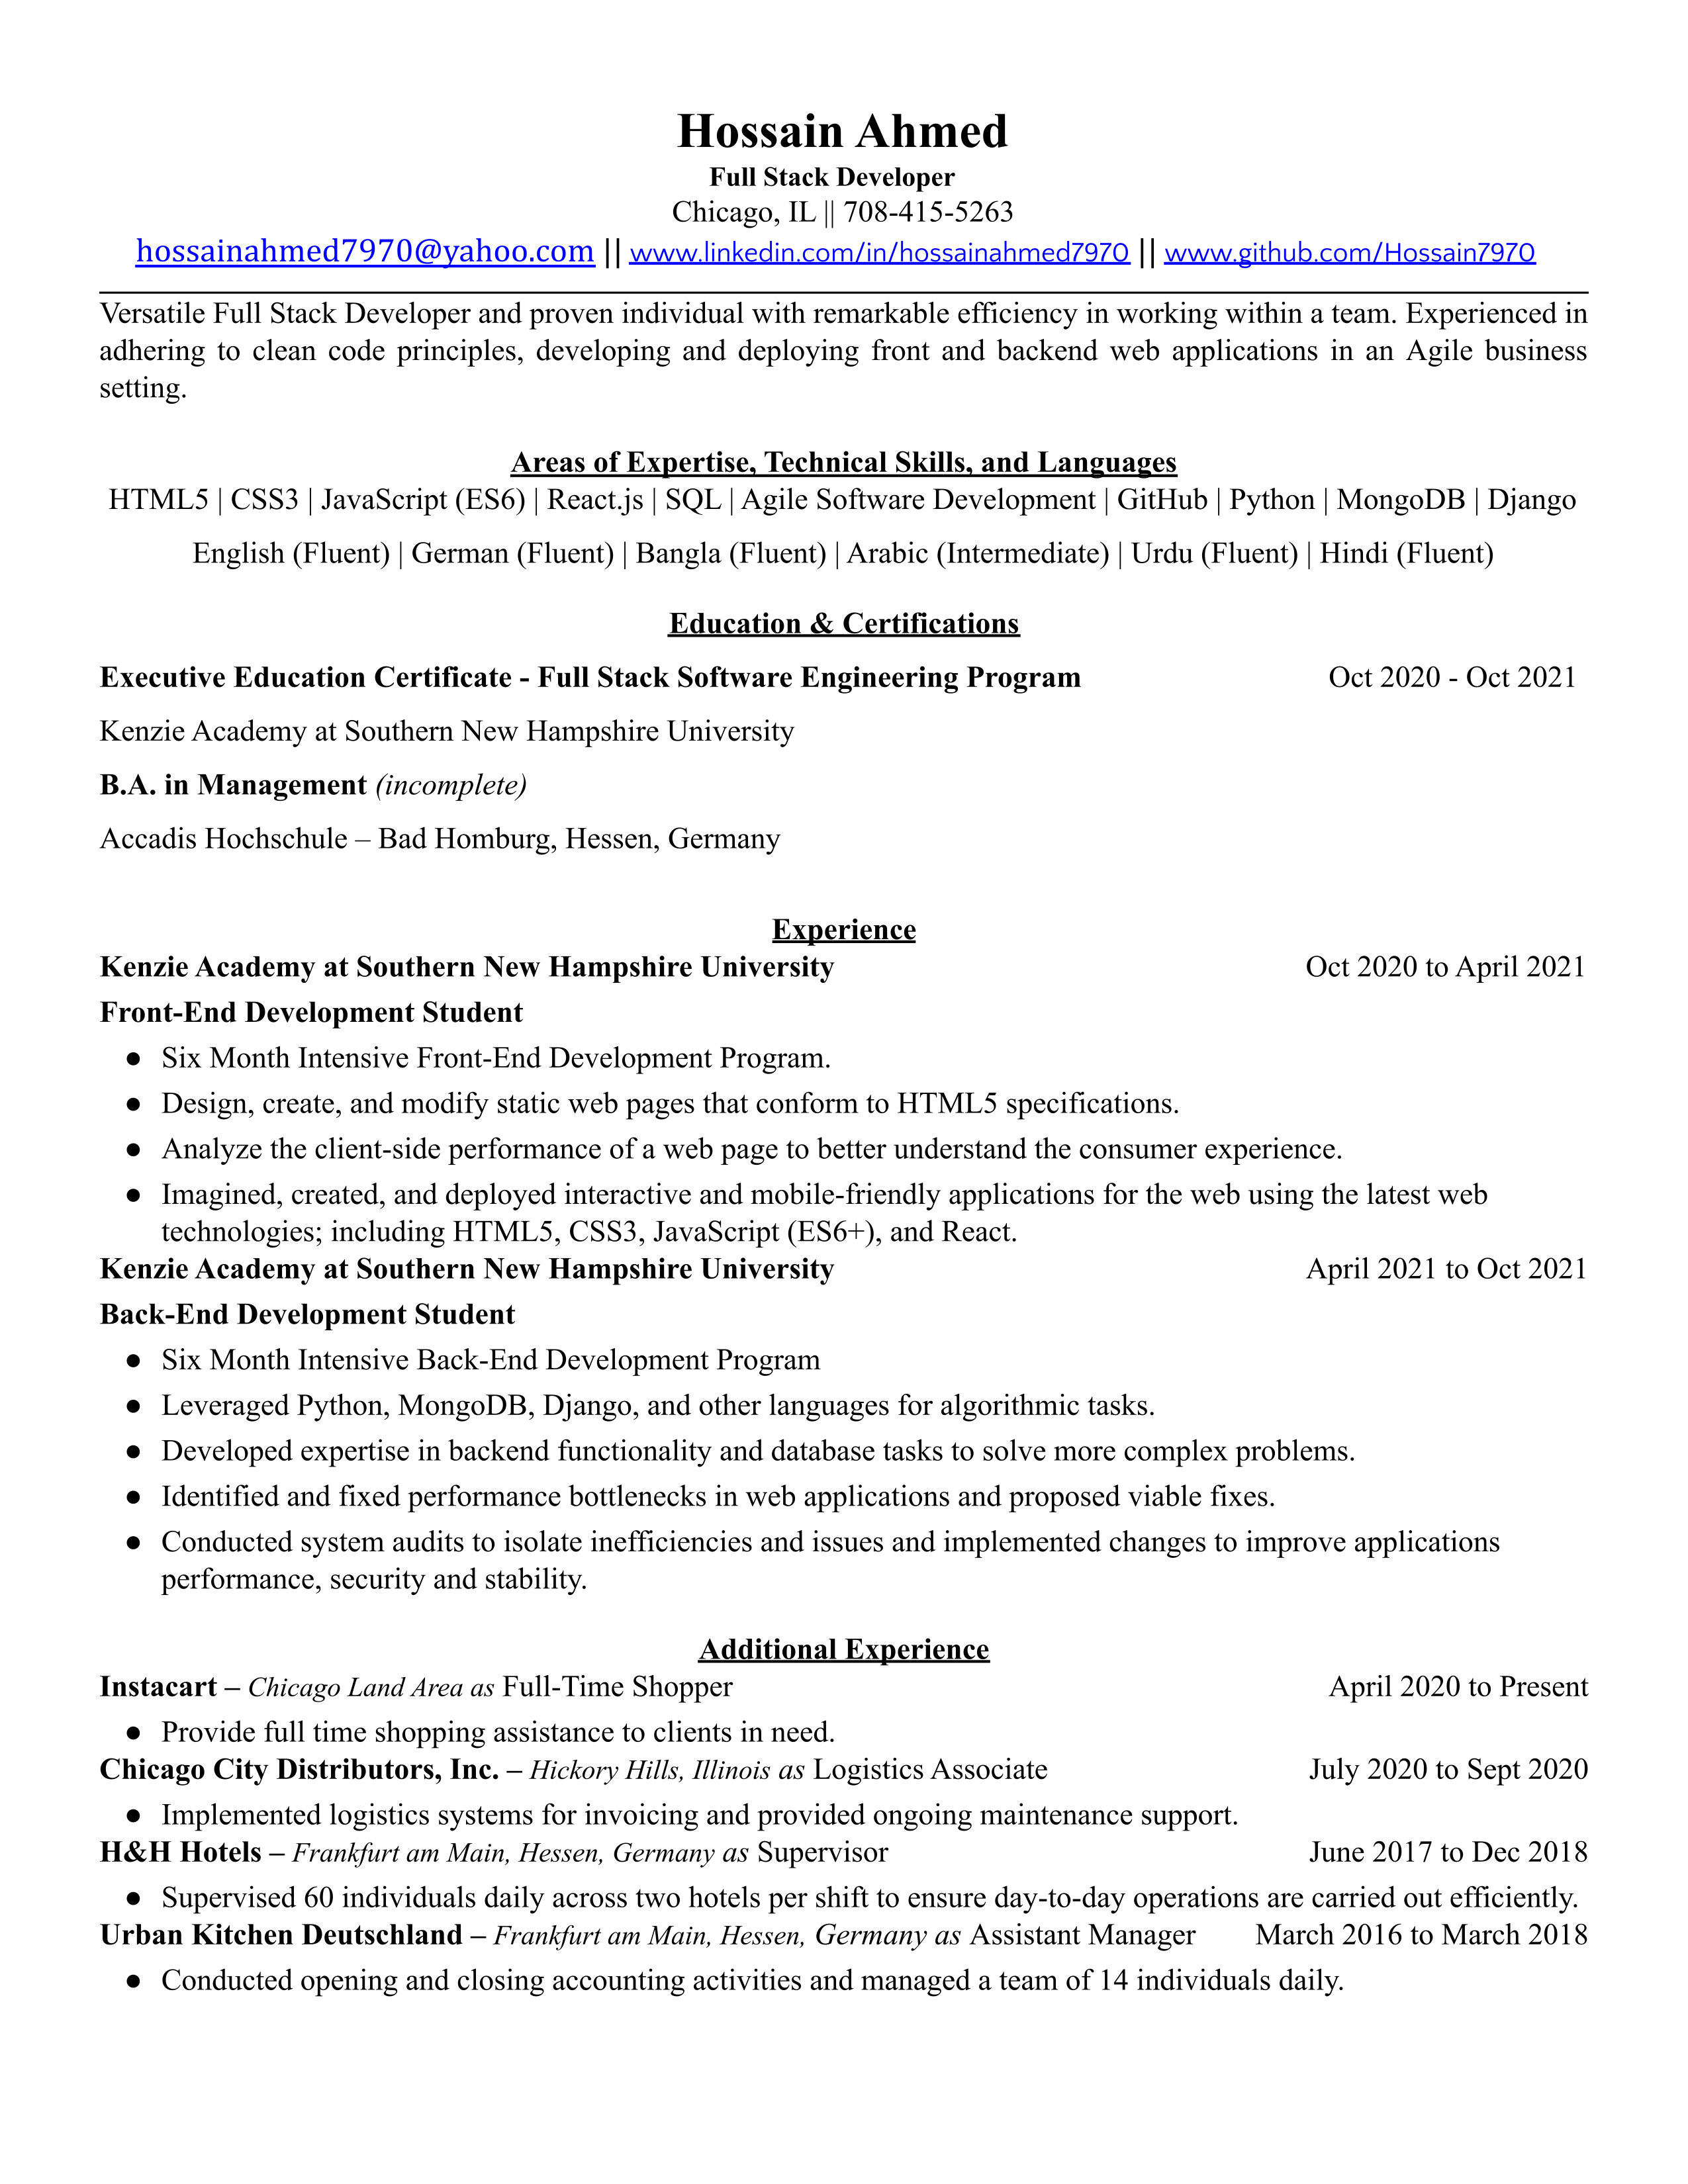 Hossain Ahmed
Full Stack Developer
Chicago, IL || 708-415-5263
hossainahmed7970@yahoo.com || www.linkedin.com/in/hossainahmed7970 || www.github.com/Hossain7970
Versatile Full Stack Developer and proven individual with remarkable efficiency in working within a team. Experienced in
adhering to clean code principles, developing and deploying front and backend web applications in an Agile business
setting.
Areas of Expertise, Technical Skills, and Languages
HTML5 | CSS3 | JavaScript (ES6) | React.js | SQL | Agile Software Development | GitHub | Python | MongoDB | Django
English (Fluent) | German (Fluent) | Bangla (Fluent) | Arabic (Intermediate) | Urdu (Fluent) | Hindi (Fluent)
Education & Certifications
Executive Education Certificate - Full Stack Software Engineering Program Oct 2020 - Oct 2021
Kenzie Academy at Southern New Hampshire University
B.A. in Management (incomplete)
Accadis Hochschule – Bad Homburg, Hessen, Germany
Experience
Kenzie Academy at Southern New Hampshire University Oct 2020 to April 2021
Front-End Development Student
● Six Month Intensive Front-End Development Program.
● Design, create, and modify static web pages that conform to HTML5 specifications.
● Analyze the client-side performance of a web page to better understand the consumer experience.
● Imagined, created, and deployed interactive and mobile-friendly applications for the web using the latest web
technologies; including HTML5, CSS3, JavaScript (ES6+), and React.
Kenzie Academy at Southern New Hampshire University April 2021 to Oct 2021
Back-End Development Student
● Six Month Intensive Back-End Development Program
● Leveraged Python, MongoDB, Django, and other languages for algorithmic tasks.
● Developed expertise in backend functionality and database tasks to solve more complex problems.
● Identified and fixed performance bottlenecks in web applications and proposed viable fixes.
● Conducted system audits to isolate inefficiencies and issues and implemented changes to improve applications
performance, security and stability.
Additional Experience
Instacart – Chicago Land Area as Full-Time Shopper April 2020 to Present
● Provide full time shopping assistance to clients in need.
Chicago City Distributors, Inc. – Hickory Hills, Illinois as Logistics Associate July 2020 to Sept 2020
● Implemented logistics systems for invoicing and provided ongoing maintenance support.
H&H Hotels – Frankfurt am Main, Hessen, Germany as Supervisor June 2017 to Dec 2018
● Supervised 60 individuals daily across two hotels per shift to ensure day-to-day operations are carried out efficiently.
Urban Kitchen Deutschland – Frankfurt am Main, Hessen, Germany as Assistant Manager March 2016 to March 2018
● Conducted opening and closing accounting activities and managed a team of 14 individuals daily.